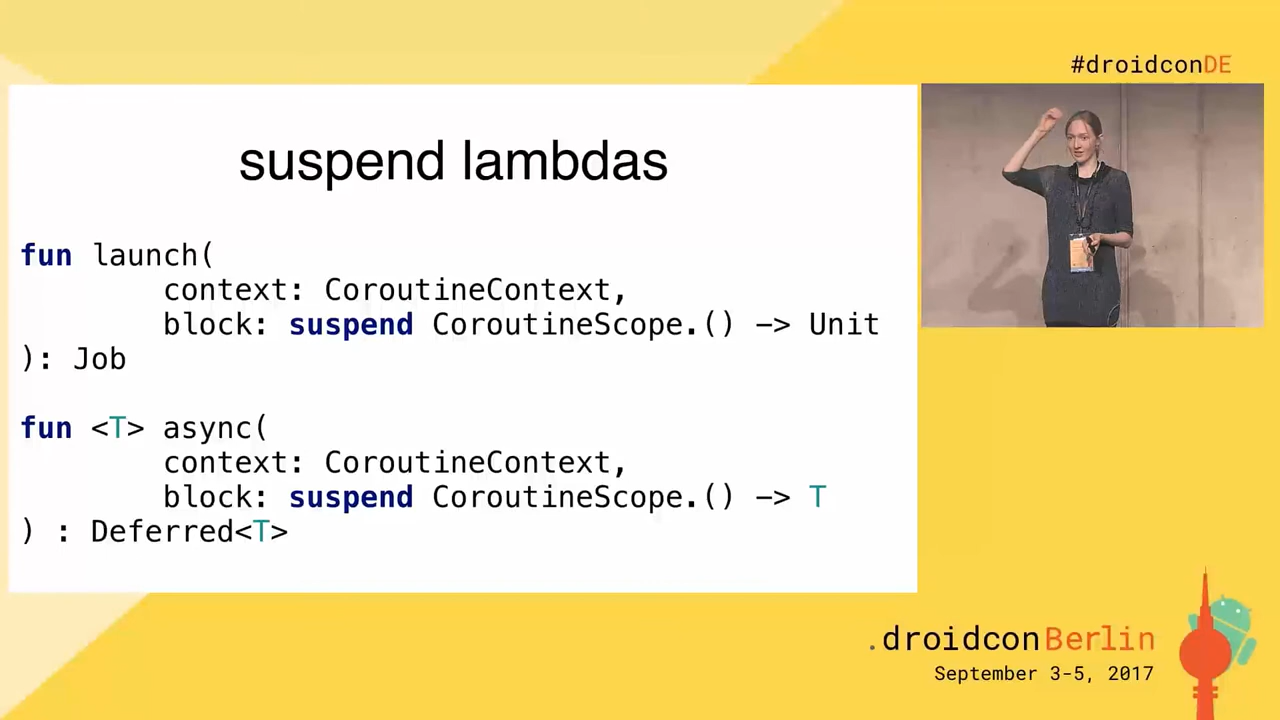 #droidconDE
suspend lambdas
fun launch(
        context: CoroutineContext,
        block: suspend CoroutineScope.() -> Unit
): Job
fun <T> async(
        context: CoroutineContext,
        block: suspend CoroutineScope.() -> T
) : Deferred<T>
.droidconBerlin
September 3-5, 2017